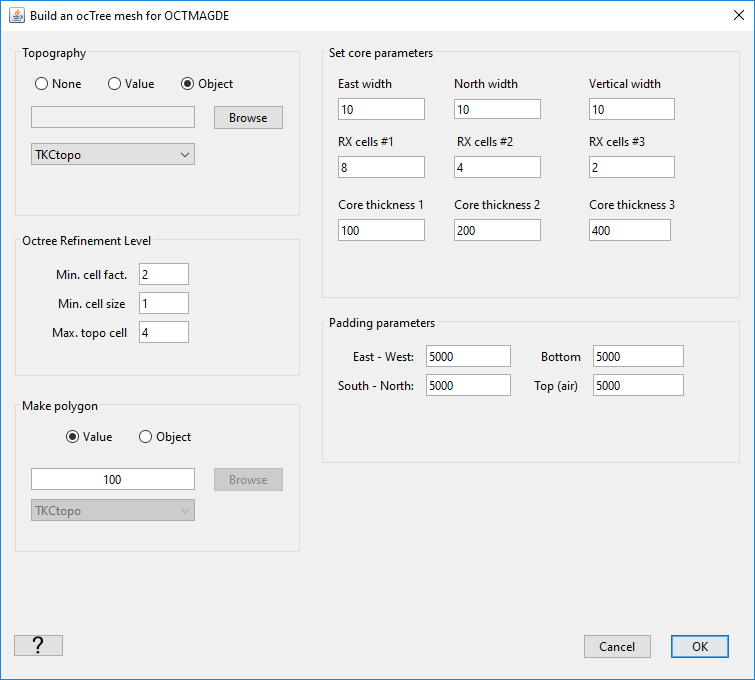 Build an ocTree mesh for OCTMAGDE
Topography
None Value Object
Browse
TKCtopo
Octree Refinement Level
Min. cell fact. 2
Min. cell size 1
Max. topo cell 4
Make polygon
Value Object
100 Browse
TKCtopo
Set core parameters
East width North width Vertical width
10 10 10
RX cells #1 RX cells #2 RX cells #3
8 4 2
Core thickness 1 Core thickness 2 Core thickness 3
100 200 400
Padding parameters
East - West: 5000 Bottom 5000
South - North: 5000 Top (air) 5000
? Cancel OK